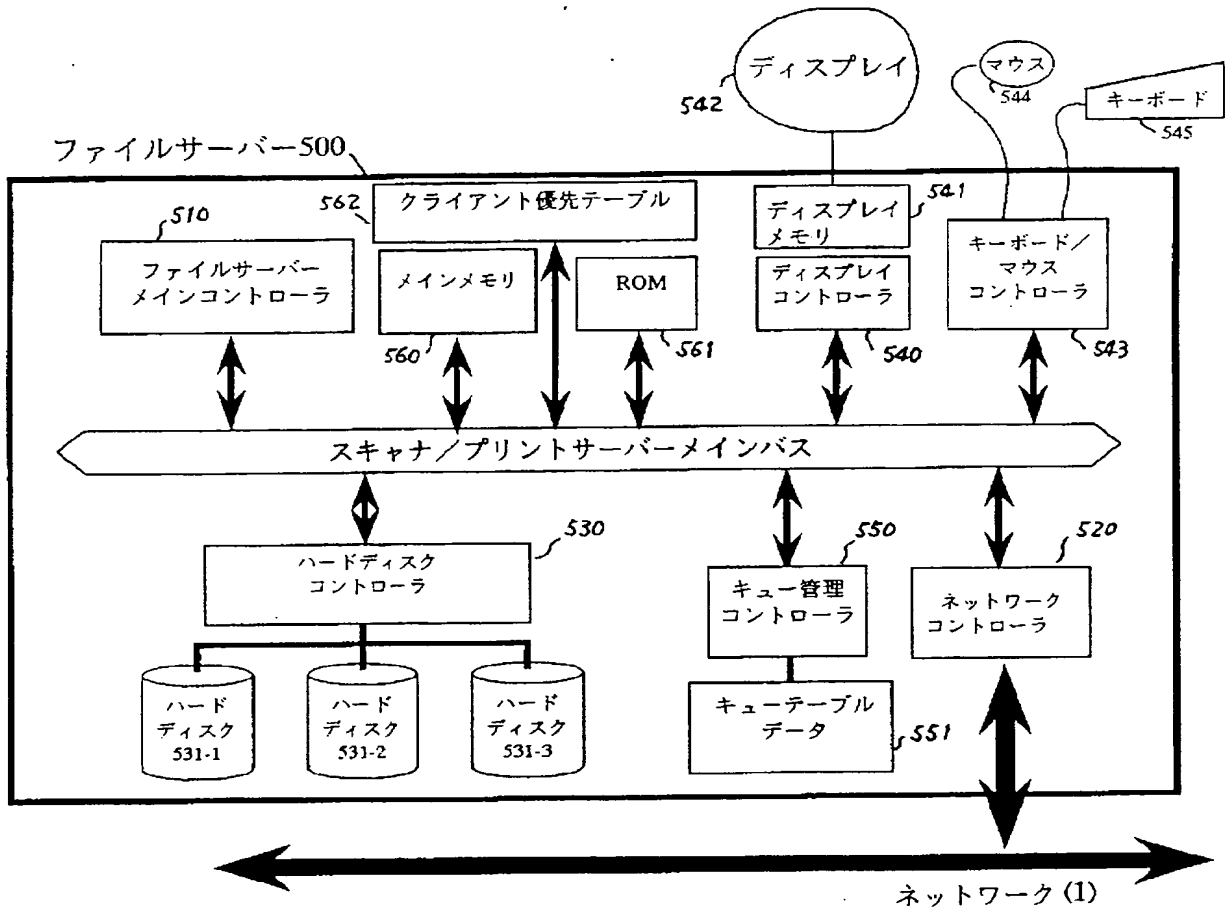 ディスプレイ
542
マウス
544
キーボード
545
ファイルサーバー500
562
クライアント優先テーブル
510
ファイルサーバー
メインコントローラ
メインメモリ
560
ROM
561
ディスプレイ
メモリ
541
ディスプレイ
コントローラ
540
キーボード/
マウス
コントローラ
543
スキャナ/プリントサーバーメインバス
530
ハードディスク
コントローラ
550
キュー管理
コントローラ
520
ネットワーク
コントローラ
ハード
ディスク
531-1
ハード
ディスク
531-2
ハード
ディスク
531-3
キューテーブル
データ
551
ネットワーク(1)